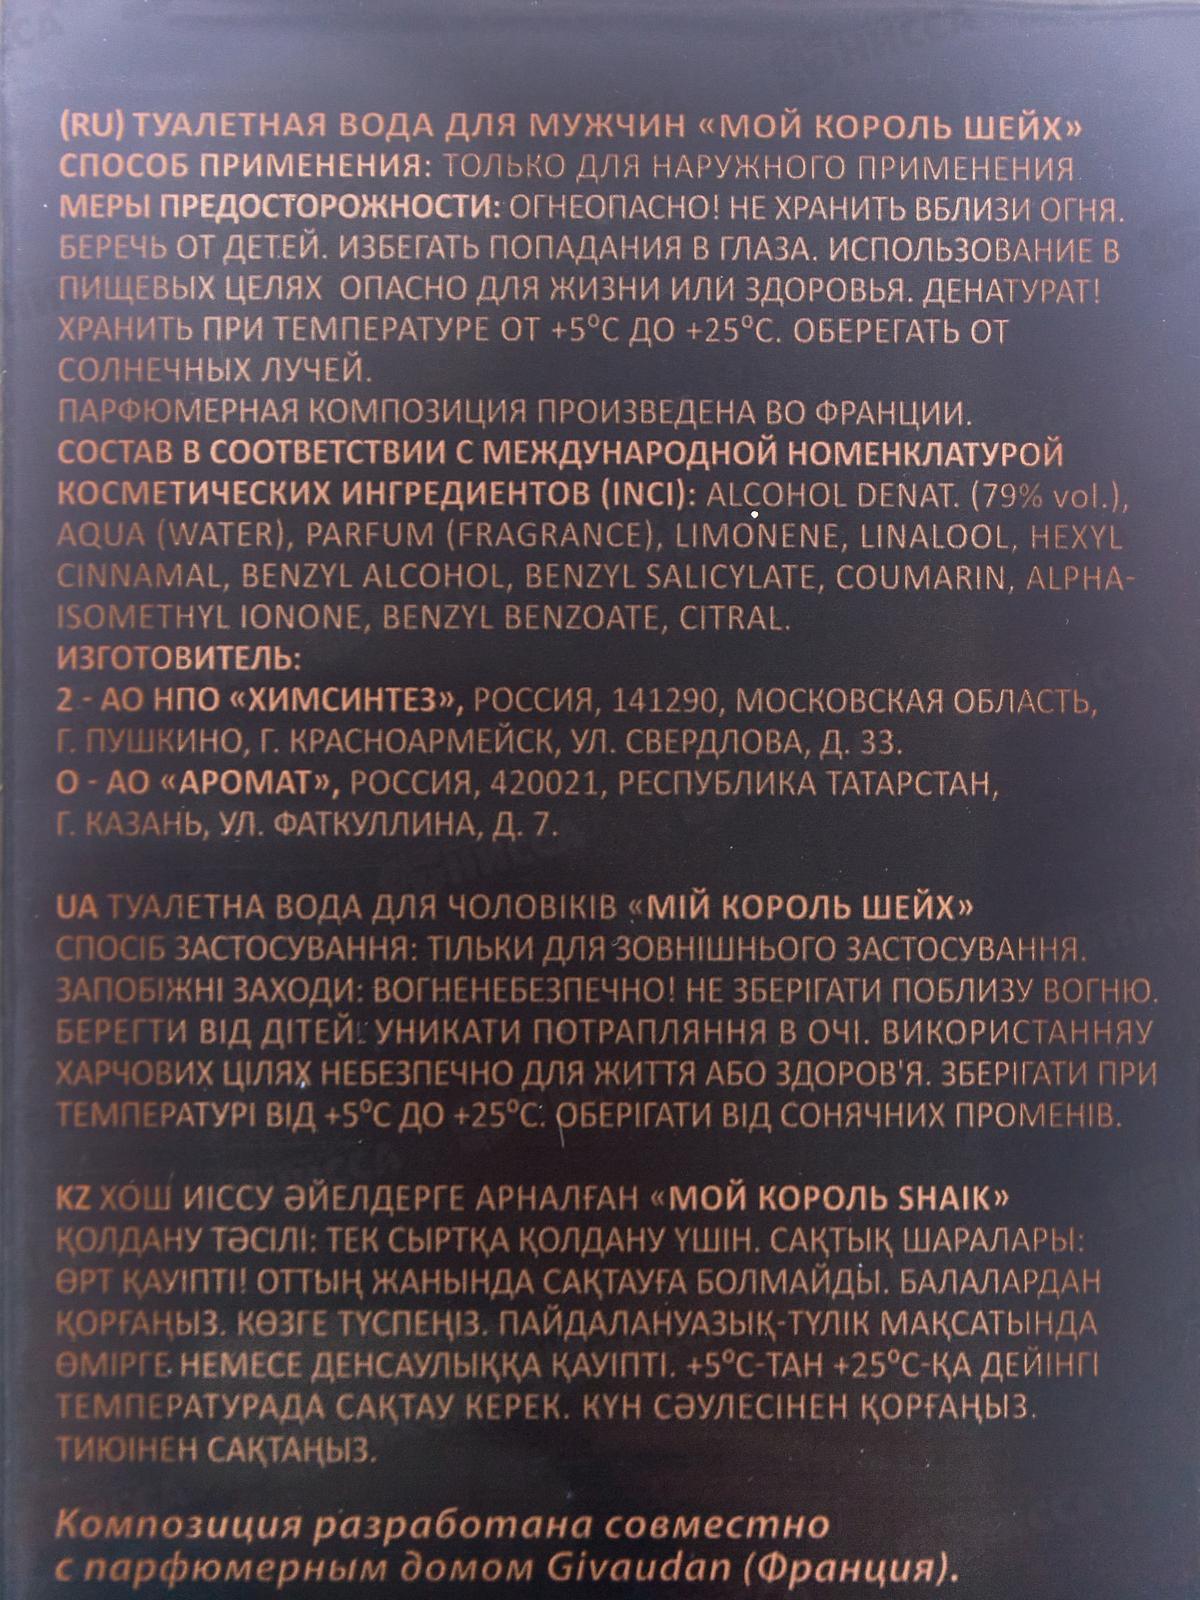 (RU) ТУАЛЕТНАЯ ВОДА ДЛЯ МУЖЧИН «МОЙ КОРОЛЬ ШЕЙХ»
СПОСОБ ПРИМЕНЕНИЯ: ТОЛЬКО ДЛЯ НАРУЖНОГО ПРИМЕНЕНИЯ
МЕРЫ ПРЕДОСТОРОЖНОСТИ: ОГНЕОПАСНО! НЕ ХРАНИТЬ ВБЛИЗИ ОГНЯ.
БЕРЕЧЬ ОТ ДЕТЕЙ. ИЗБЕГАТЬ ПОПАДАНИЯ В ГЛАЗА. ИСПОЛЬЗОВАНИЕ В
ПИЩЕВЫХ ЦЕЛЯХ ОПАСНО ДЛЯ ЖИЗНИ ИЛИ ЗДОРОВЬЯ. ДЕНАТУРАТ!
ХРАНИТЬ ПРИ ТЕМПЕРАТУРЕ ОТ +5°С ДО +25°С. ОБЕРЕГАТЬ ОТ
СОЛНЕЧНЫХ ЛУЧЕЙ.
ПАРФЮМЕРНАЯ КОМПОЗИЦИЯ ПРОИЗВЕДЕНА ВО ФРАНЦИИ.
СОСТАВ В СООТВЕТСТВИИ С МЕЖДУНАРОДНОЙ НОМЕНКЛАТУРОЙ
КОСМЕТИЧЕСКИХ ИНГРЕДИЕНТОВ (INCI): ALCOHOL DENAT. (79% vol.),
AQUA (WATER), PARFUM (FRAGRANCE), LIMONENE, LINALOOL, HEXYL
CINNAMAL, BENZYL ALCOHOL, BENZYL SALICYLATE, COUMARIN, ALPHA-
ISOMETHYL IONONE, BENZYL BENZOATE, CITRAL.
ИЗГОТОВИТЕЛЬ:
2 - АО НПО «ХИМСИНТЕЗ», РОССИЯ, 141290, МОСКОВСКАЯ ОБЛАСТЬ,
Г. ПУШКИНО, Г. КРАСНОАРМЕЙСК, УЛ. СВЕРДЛОВА, Д. 33.
О - АО «АРОМАТ», РОССИЯ, 420021, РЕСПУБЛИКА ТАТАРСТАН,
Г. КАЗАНЬ, УЛ. ФАТКУЛЛИНА, Д. 7.
UA ТУАЛЕТНА ВОДА ДЛЯ ЧОЛОВІКІВ «МІЙ КОРОЛЬ ШЕЙХ»
СПОСІБ ЗАСТОСУВАННЯ: ТІЛЬКИ ДЛЯ ЗОВНІШНЬОГО ЗАСТОСУВАННЯ.
ЗАПОБІЖНІ ЗАХОДИ: ВОГНЕНЕБЕЗПЕЧНО! НЕ ЗБЕРІГАТИ ПОБЛИЗУ ВОГНЮ.
БЕРЕГТИ ВІД ДІТЕЙ. УНИКАТИ ПОТРАПЛЯННЯ В ОЧІ. ВИКОРИСТАННЯУ
ХАРЧОВИХ ЦІЛЯХ НЕБЕЗПЕЧНО ДЛЯ ЖИТТЯ АБО ЗДОРОВ'Я. ЗБЕРІГАТИ ПРИ
ТЕМПЕРАТУРІ ВІД +5°С ДО +25°С. ОБЕРІГАТИ ВІД СОНЯЧНИХ ПРОМЕНІВ.
KZ ХОШ ИІССУ ӘЙЕЛДЕРГЕ АРНАЛҒАН «МОЙ КОРОЛЬ SHAIK»
ҚОЛДАНУ ТӘСІЛІ: ТЕК СЫРТҚА ҚОЛДАНУ ҮШІН. САҚТЫҚ ШАРАЛАРЫ:
ӨРТ ҚАУІПТІ! ОТТЫҢ ЖАНЫНДА САҚТАУҒА БОЛМАЙДЫ. БАЛАЛАРДАН
ҚОРҒАҢЫЗ. КӨЗГЕ ТҮСПЕҢІЗ. ПАЙДАЛАНУАЗЫҚ-ТҮЛІК МАҚСАТЫНДА
ӨМІРГЕ НЕМЕСЕ ДЕНСАУЛЫҚҚА ҚАУІПТІ. +5°С-ТАН +25°С-ҚА ДЕЙІНГІ
ТЕМПЕРАТУРАДА САҚТАУ КЕРЕК. КҮН СӘУЛЕСІНЕН ҚОРҒАҢЫЗ.
ТИЮІНЕН САҚТАҢЫЗ.
Композиция разработана совместно
с парфюмерным домом Givaudan (Франция).